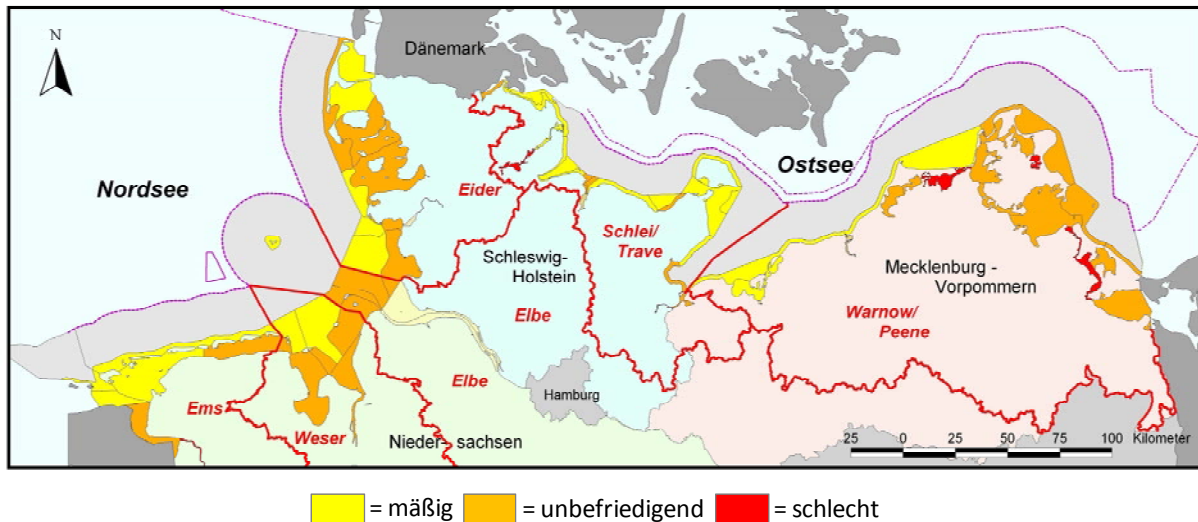 N
Dänemark
Nordsee
Ostsee
Eider
Schleswig-
Holstein
Schlei/
Trave
Mecklenburg -
Vorpommern
Elbe
Warnow/
Peene
Elbe
Hamburg
Ems
Weser
Nieder- sachsen
25 0 25 50 75 100 Kilometer
= mäßig = unbefriedigend = schlecht